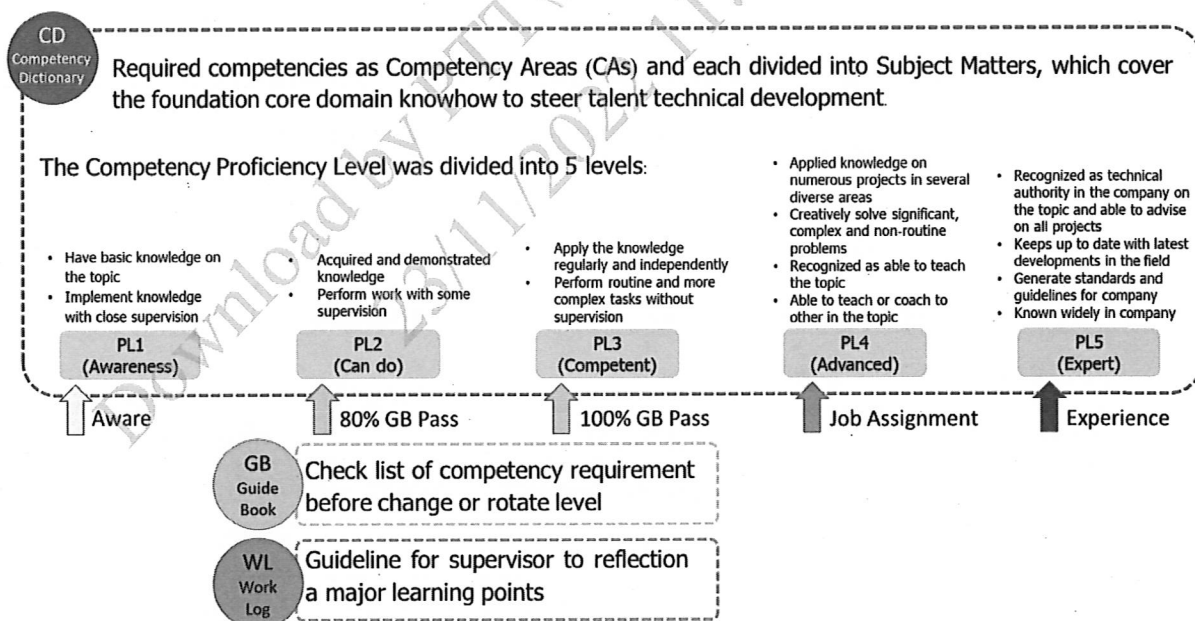 CD
Competency
Dictionary
Required competencies as Competency Areas (CAs) and each divided into Subject Matters, which cover
the foundation core domain knowhow to steer talent technical development.
The Competency Proficiency Level was divided into 5 levels:
• Have basic knowledge on
the topic
• Implement knowledge
with close supervision
PL1
(Awareness)
• Acquired and demonstrated
knowledge
• Perform work with some
supervision
PL2
(Can do)
• Apply the knowledge
regularly and independently
• Perform routine and more
complex tasks without
supervision
PL3
(Competent)
• Applied knowledge on
numerous projects in several
diverse areas
• Creatively solve significant,
complex and non-routine
problems
• Recognized as able to teach
the topic
• Able to teach or coach to
other in the topic
PL4
(Advanced)
• Recognized as technical
authority in the company on
the topic and able to advise
on all projects
• Keeps up to date with latest
developments in the field
• Generate standards and
guidelines for company
• Known widely in company
PL5
(Expert)
Aware
80% GB Pass
100% GB Pass
Job Assignment
Experience
GB
Guide
Book
Check list of competency requirement
before change or rotate level
WL
Work
Log
Guideline for supervisor to reflection
a major learning points
Download by PTT
23/11/2022 11: